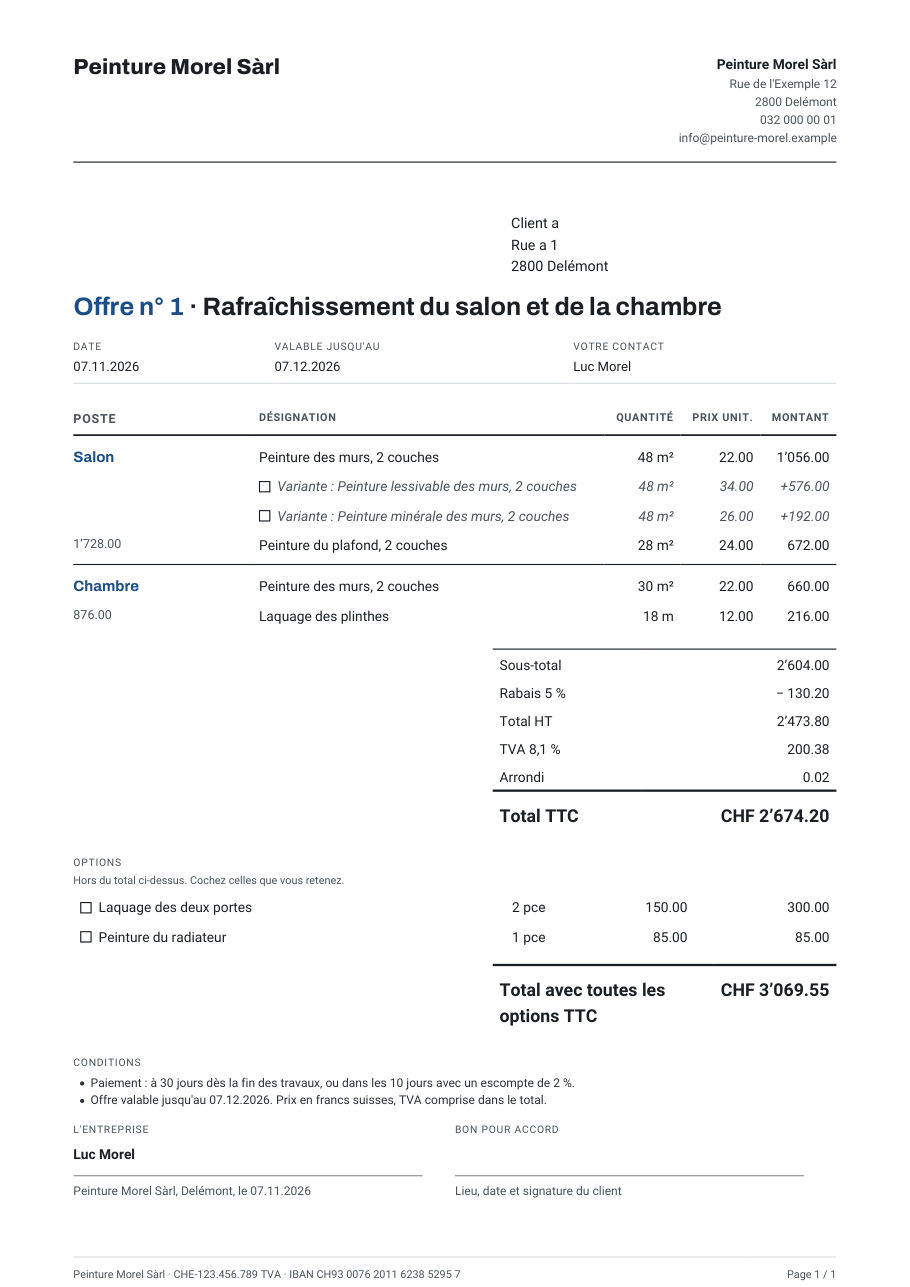 Peinture Morel Sàrl
Peinture Morel Sàrl
Rue de l'Exemple 12
2800 Delémont
032 000 00 01
info@peinture-morel.example
Client a
Rue a 1
2800 Delémont
Offre n° 1 · Rafraîchissement du salon et de la chambre
DATE VALABLE JUSQU'AU VOTRE CONTACT
07.11.2026 07.12.2026 Luc Morel
POSTE DÉSIGNATION QUANTITÉ PRIX UNIT. MONTANT
Salon Peinture des murs, 2 couches 48 m² 22.00 1’056.00
☐ Variante : Peinture lessivable des murs, 2 couches 48 m² 34.00 +576.00
☐ Variante : Peinture minérale des murs, 2 couches 48 m² 26.00 +192.00
1’728.00 Peinture du plafond, 2 couches 28 m² 24.00 672.00
Chambre Peinture des murs, 2 couches 30 m² 22.00 660.00
876.00 Laquage des plinthes 18 m 12.00 216.00
Sous-total 2’604.00
Rabais 5 % − 130.20
Total HT 2’473.80
TVA 8,1 % 200.38
Arrondi 0.02
Total TTC CHF 2’674.20
OPTIONS
Hors du total ci-dessus. Cochez celles que vous retenez.
☐ Laquage des deux portes 2 pce 150.00 300.00
☐ Peinture du radiateur 1 pce 85.00 85.00
Total avec toutes les CHF 3’069.55
options TTC
CONDITIONS
• Paiement : à 30 jours dès la fin des travaux, ou dans les 10 jours avec un escompte de 2 %.
• Offre valable jusqu'au 07.12.2026. Prix en francs suisses, TVA comprise dans le total.
L'ENTREPRISE BON POUR ACCORD
Luc Morel
Peinture Morel Sàrl, Delémont, le 07.11.2026 Lieu, date et signature du client
Peinture Morel Sàrl · CHE-123.456.789 TVA · IBAN CH93 0076 2011 6238 5295 7 Page 1 / 1